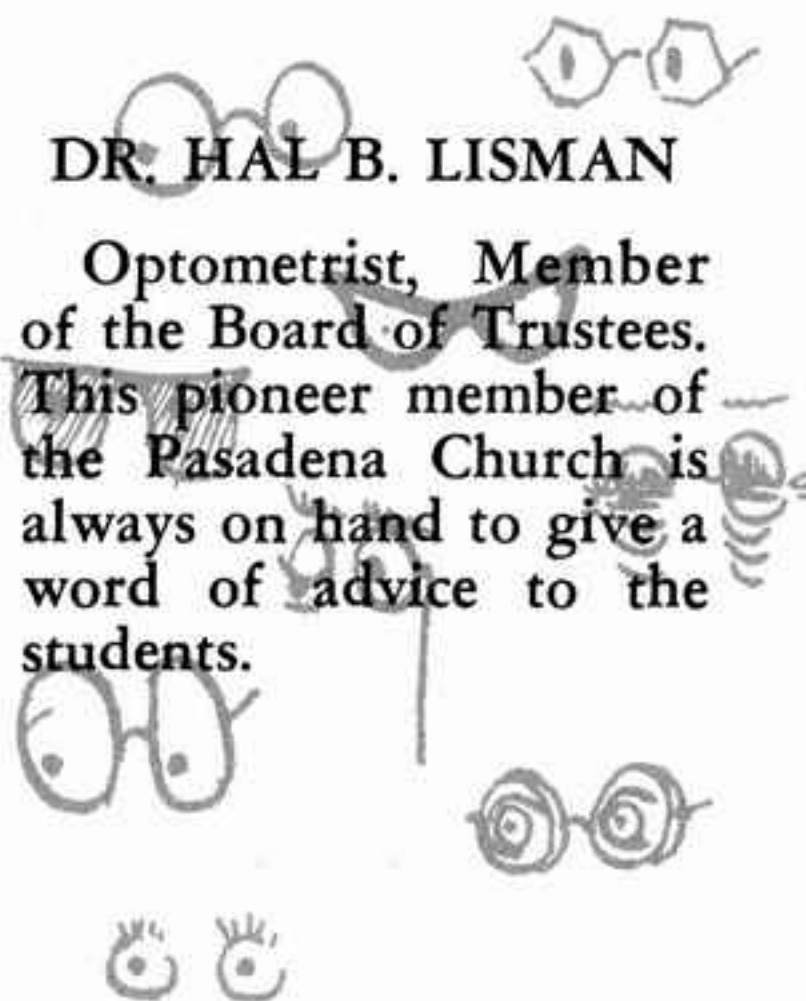 DR. HAL B. LISMAN
Optometrist, Member
of the Board of Trustees.
This pioneer member of
the Pasadena Church is
always on hand to give a
word of advice to the
students.